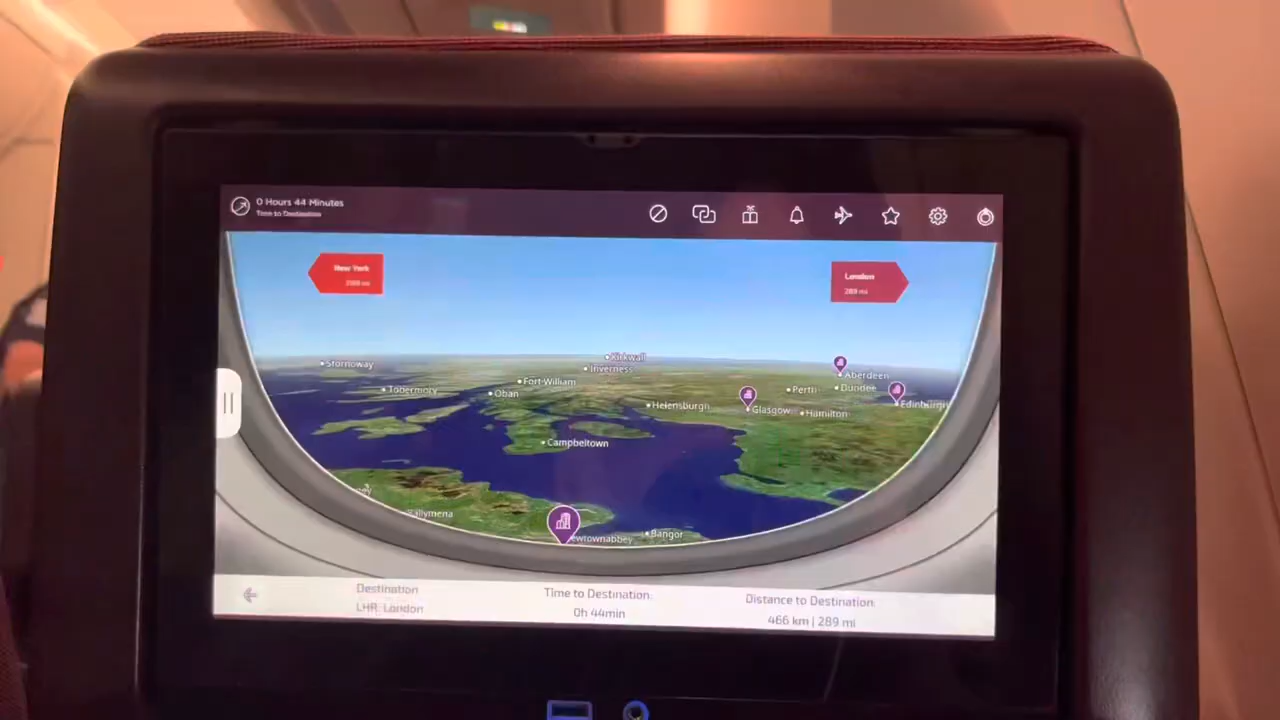 0 Hours 44 Minutes
Time to Destination
New York
London
289 mi
Kirkwall
Stornoway
Inverness
Aberdeen
Fort William
Tobermory
Oban
Perth
Dundee
Helensburgh
Glasgow
Hamilton
Edinburgh
Campbeltown
Ballymena
ewtownabbey
Bangor
Destination
LHR: London
Time to Destination:
0h 44min
Distance to Destination:
466 km | 289 mi